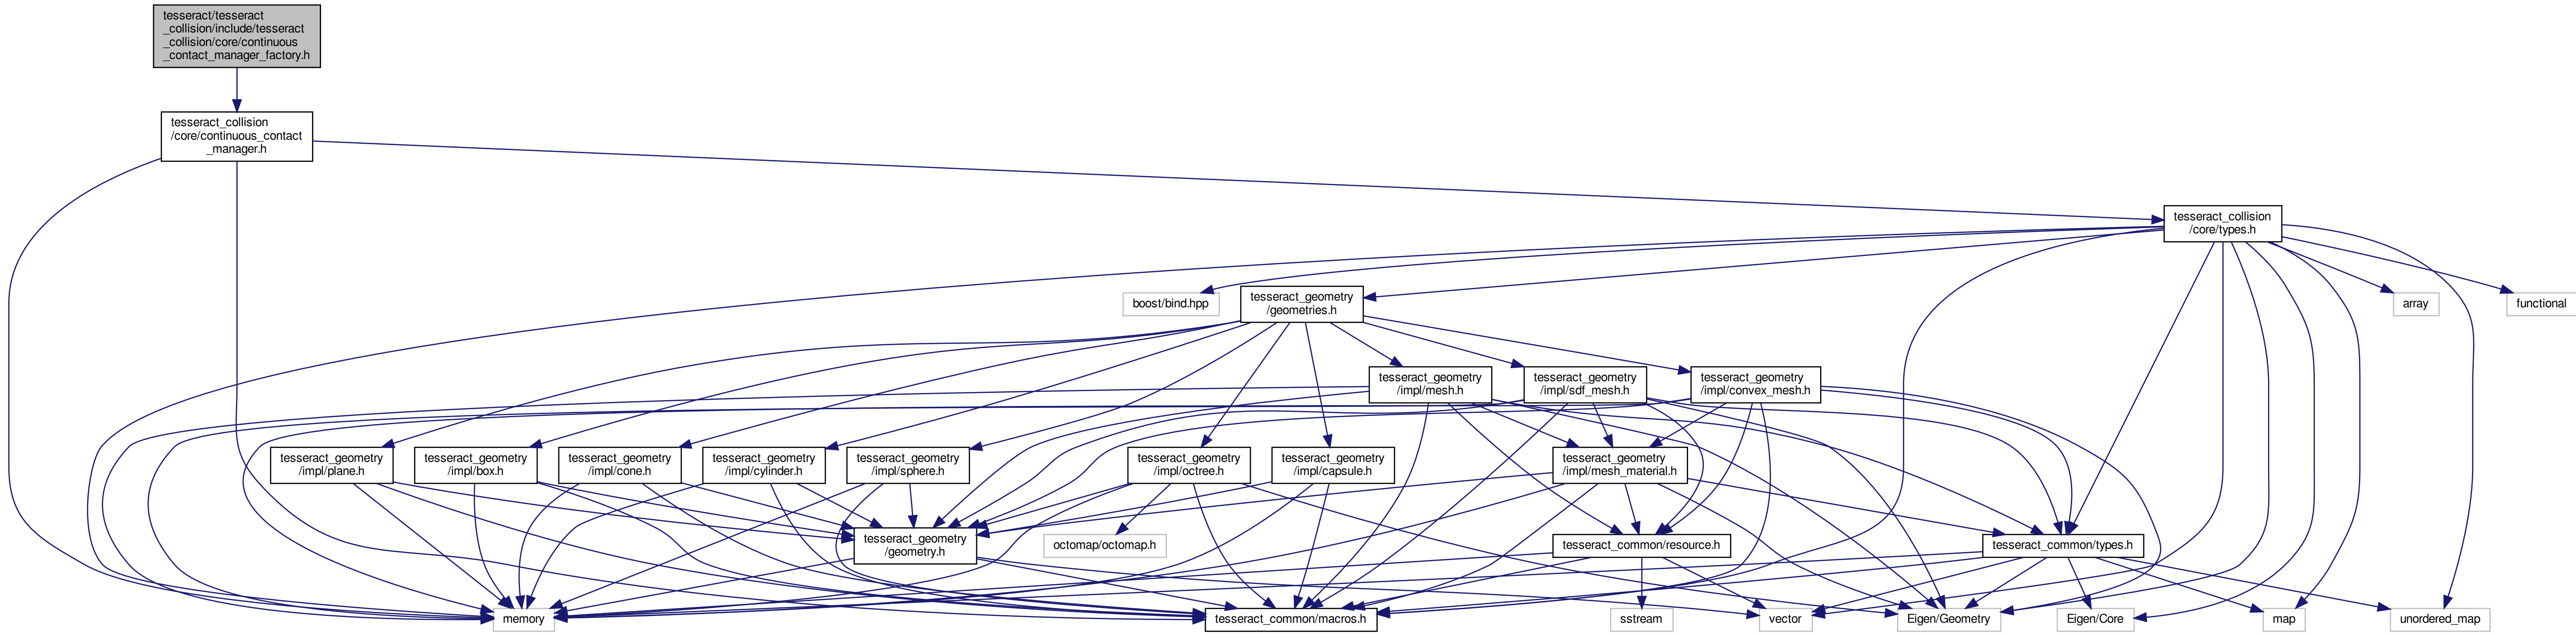 tesseract/tesseract
_collision/include/tesseract
_collision/core/continuous
_contact_manager_factory.h
tesseract_collision
/core/continuous_contact
_manager.h
tesseract_collision
/core/types.h
boost/bind.hpp
tesseract_geometry
/geometries.h
array
functional
tesseract_geometry
/impl/mesh.h
tesseract_geometry
/impl/sdf_mesh.h
tesseract_geometry
/impl/convex_mesh.h
tesseract_geometry
/impl/plane.h
tesseract_geometry
/impl/box.h
tesseract_geometry
/impl/cone.h
tesseract_geometry
/impl/cylinder.h
tesseract_geometry
/impl/sphere.h
tesseract_geometry
/impl/octree.h
tesseract_geometry
/impl/capsule.h
tesseract_geometry
/impl/mesh_material.h
tesseract_geometry
/geometry.h
octomap/octomap.h
tesseract_common/resource.h
tesseract_common/types.h
memory
tesseract_common/macros.h
sstream
vector
Eigen/Geometry
Eigen/Core
map
unordered_map